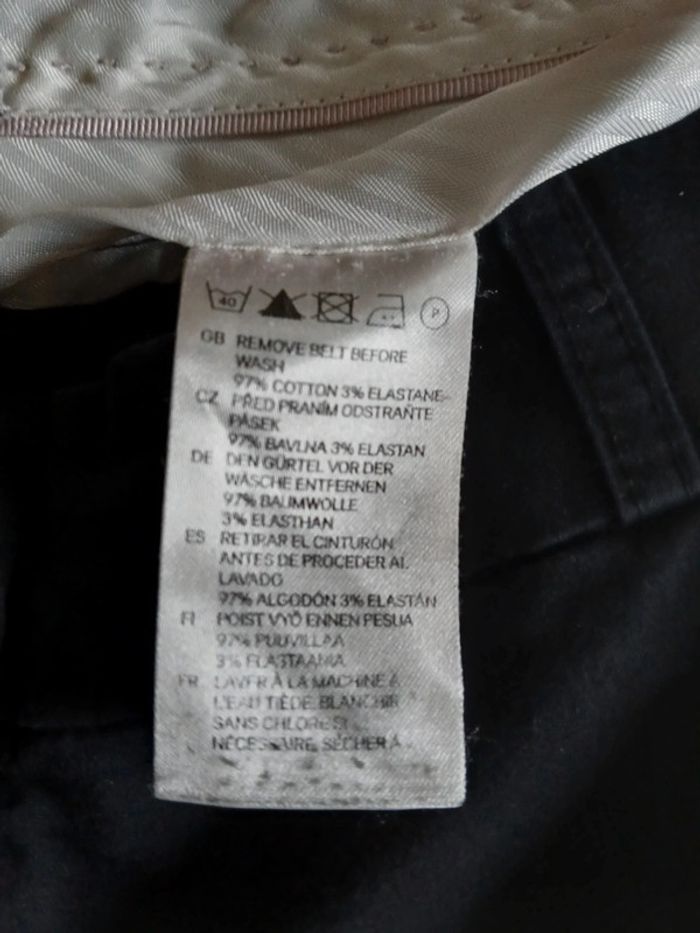 40 P
GB REMOVE BELT BEFORE
WASH
97% COTTON 3% ELASTANE
CZ PŘED PRANÍM ODSTRAŇTE
PÁSEK
97% BAVLNA 3% ELASTAN
DE DEN GÜRTEL VOR DER
WÄSCHE ENTFERNEN
97% BAUMWOLLE
3% ELASTHAN
ES RETIRAR EL CINTURÓN
ANTES DE PROCEDER AL
LAVADO
97% ALGODÓN 3% ELASTÁN
FI POIST VYÖ ENNEN PESUA
97% PUUVILLAA
3% ELASTAANIA
FR LAVER À LA MACHINE À
L'EAU TIÈDE, BLANCHIR
SANS CHLORE SI
NÉCESSAIRE, SÉCHER À